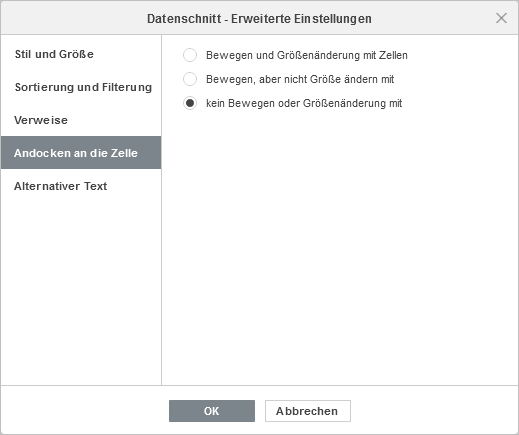 Datenschnitt - Erweiterte Einstellungen
Stil und Größe
Sortierung und Filterung
Verweise
Andocken an die Zelle
Alternativer Text
Bewegen und Größenänderung mit Zellen
Bewegen, aber nicht Größe ändern mit
kein Bewegen oder Größenänderung mit
OK
Abbrechen